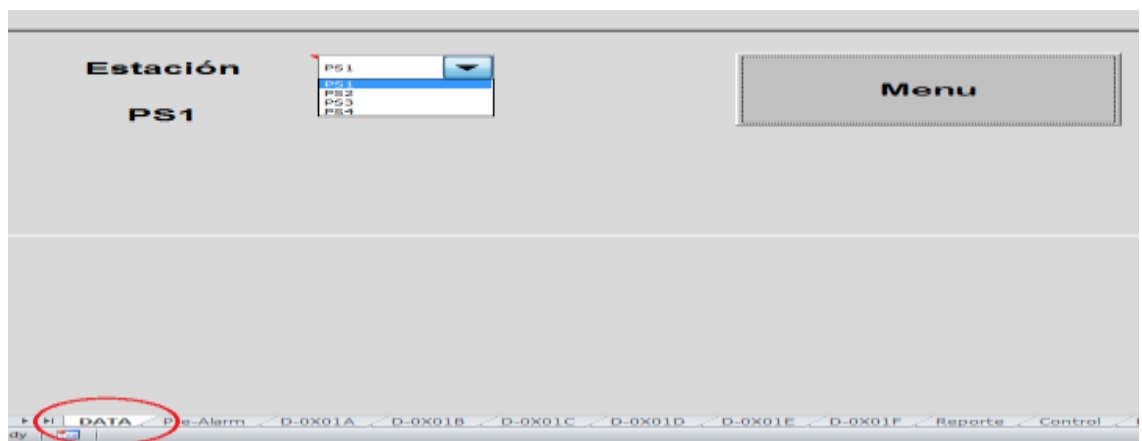 Estación
PS1
PS1
PS2
PS3
PS4
PS1
Menu
DATA
Pre-Alarm
D-0X01A
D-0X01B
D-0X01C
D-0X01D
D-0X01E
D-0X01F
Reporte
Control
dy